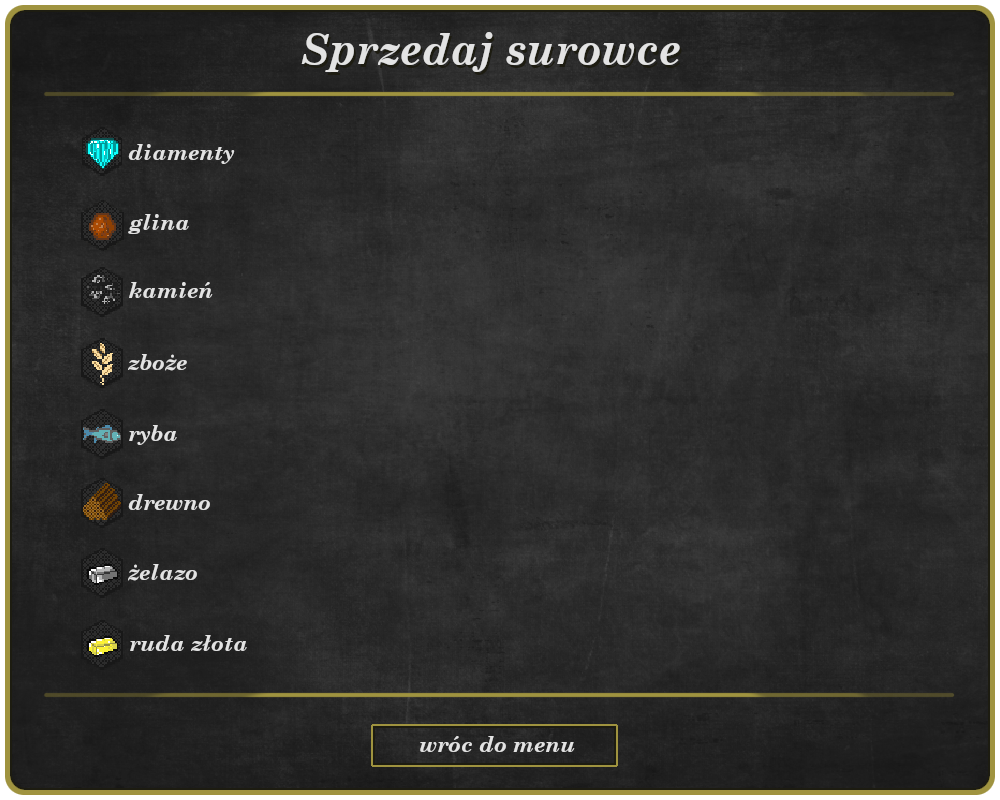 Sprzedaj surowce
diamenty
glina
kamień
zboże
ryba
drewno
żelazo
ruda złota
wróc do menu